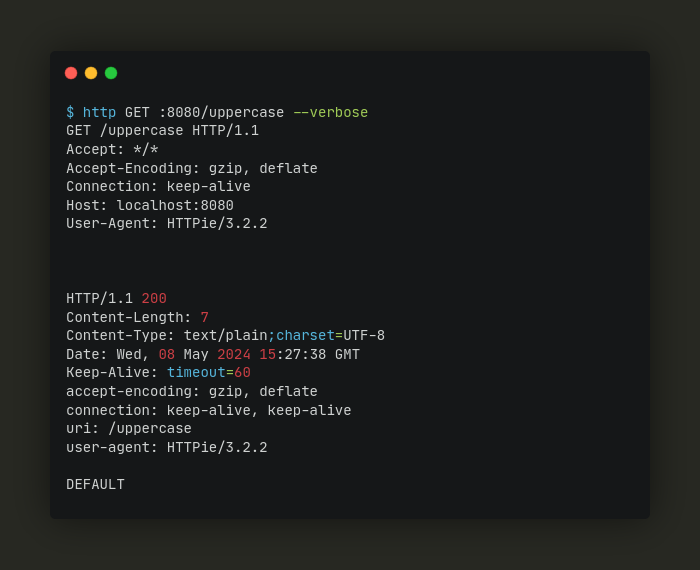 $ http GET :8080/uppercase --verbose
GET /uppercase HTTP/1.1
Accept: */*
Accept-Encoding: gzip, deflate
Connection: keep-alive
Host: localhost:8080
User-Agent: HTTPie/3.2.2
HTTP/1.1 200
Content-Length: 7
Content-Type: text/plain;charset=UTF-8
Date: Wed, 08 May 2024 15:27:38 GMT
Keep-Alive: timeout=60
accept-encoding: gzip, deflate
connection: keep-alive, keep-alive
uri: /uppercase
user-agent: HTTPie/3.2.2
DEFAULT